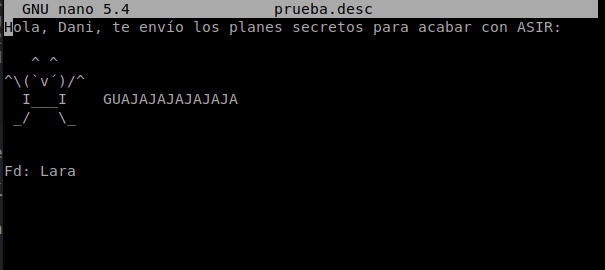 GNU nano 5.4 prueba.desc
Hola, Dani, te envío los planes secretos para acabar con ASIR:
   ^ ^
^\(`v´)/^
  I___I    GUAJAJAJAJAJAJA
 _/   \_
Fd: Lara